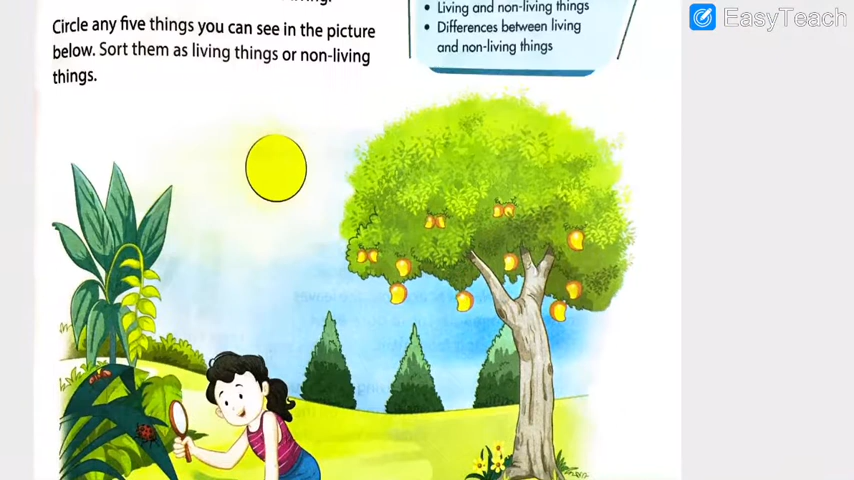 Circle any five things you can see in the picture
below. Sort them as living things or non-living
things.
• Living and non-living things
• Differences between living
and non-living things
EasyTeach